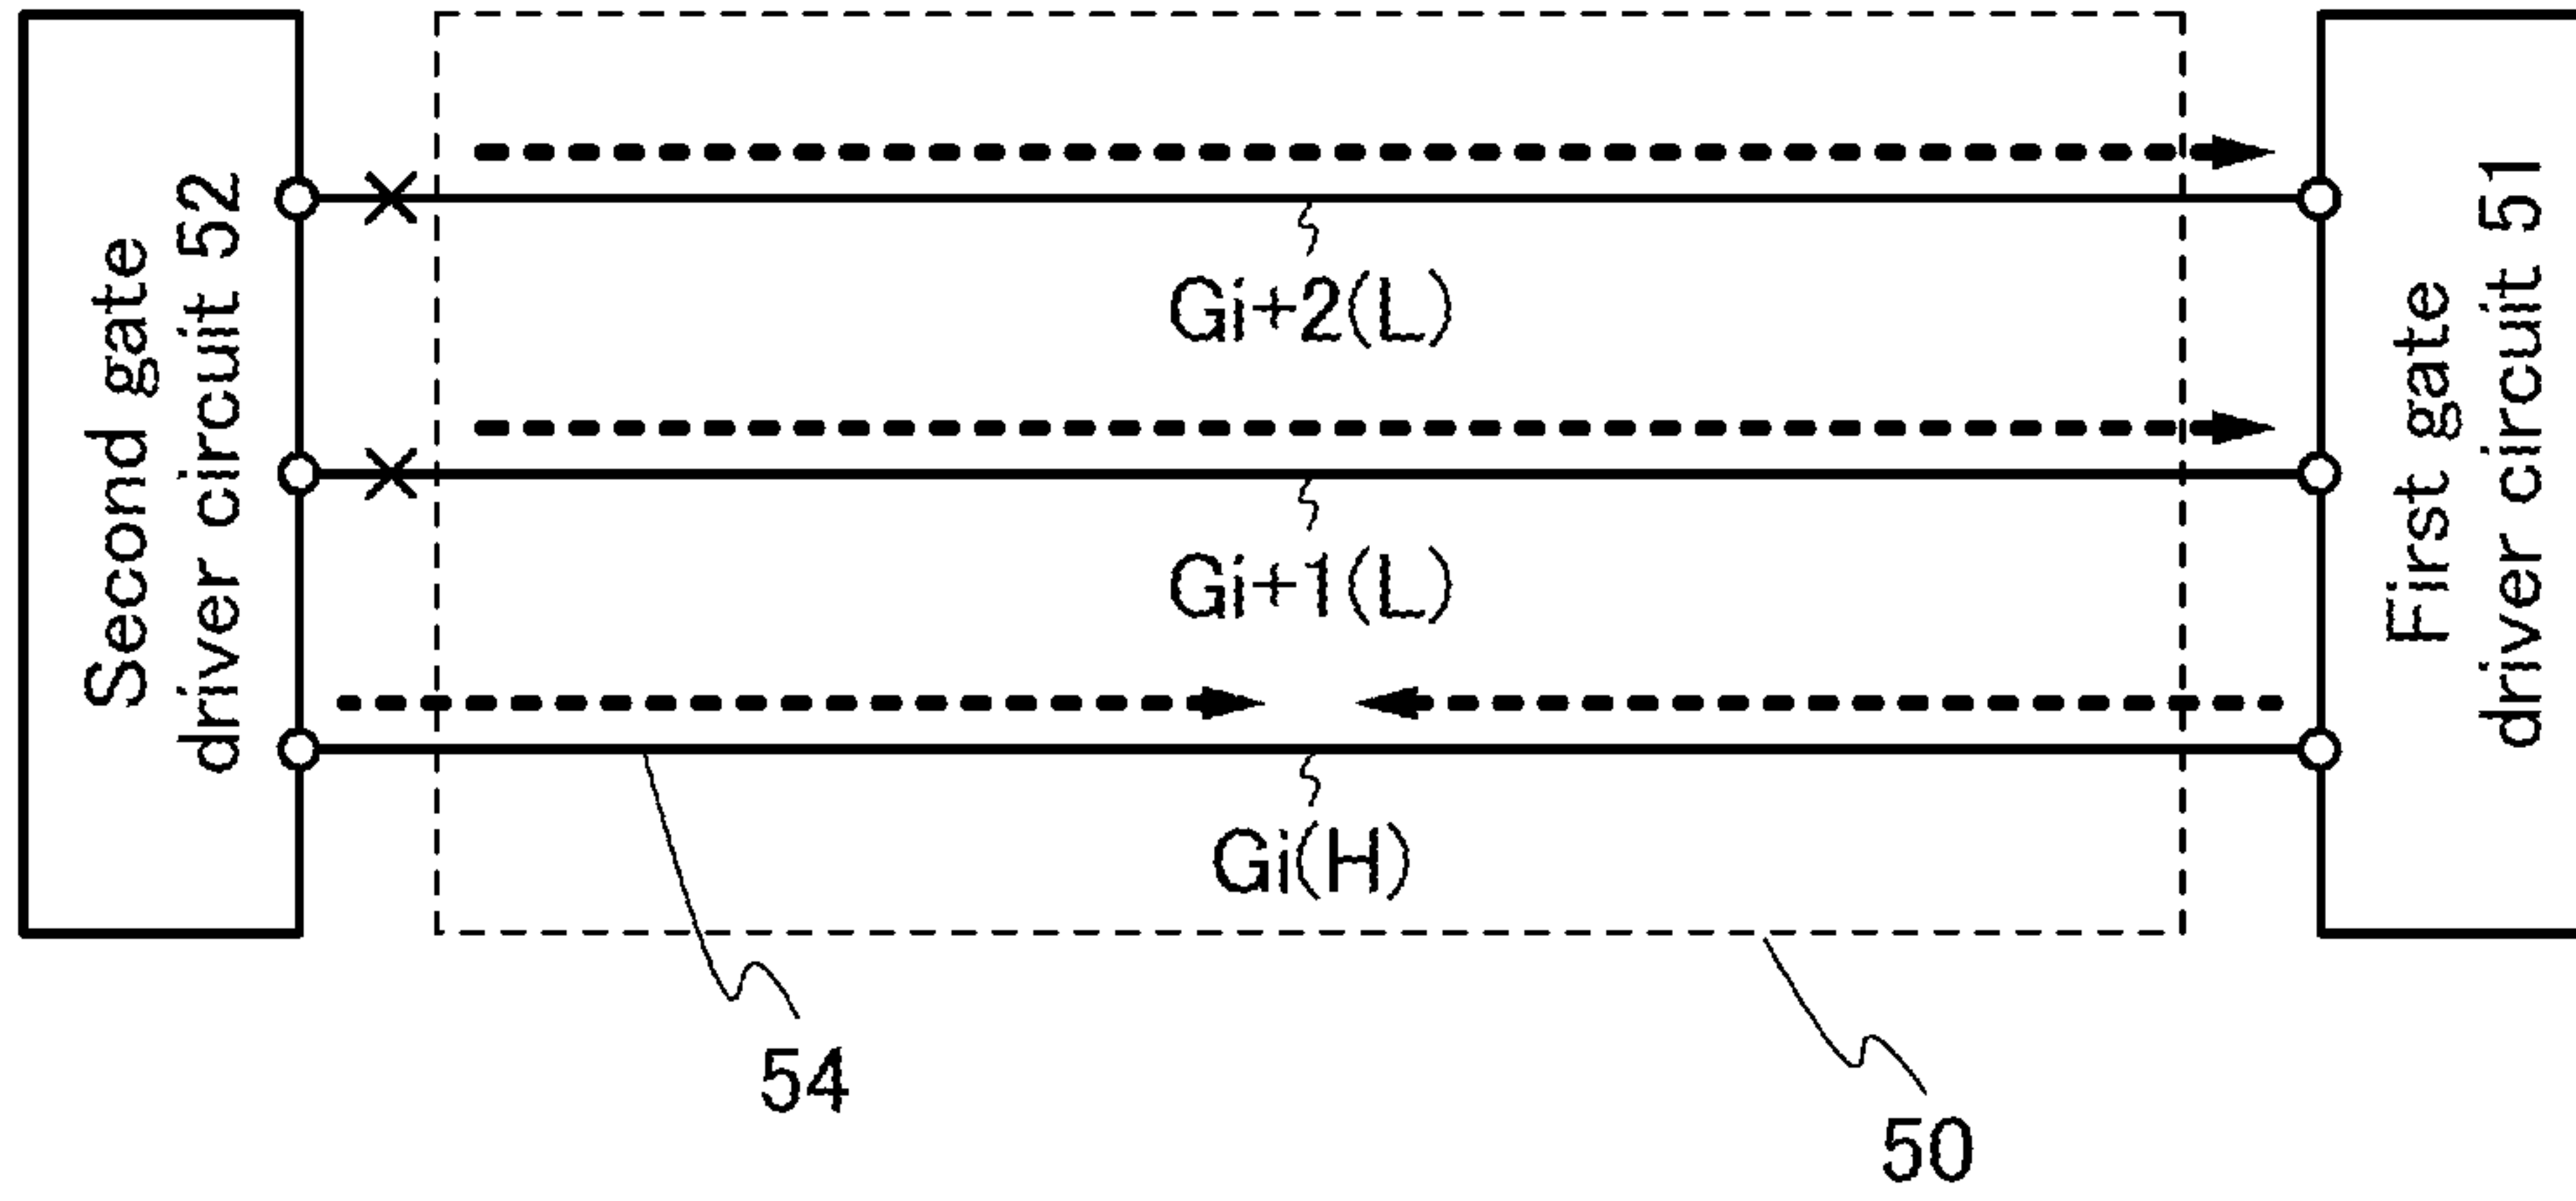 Second gate
driver circuit 52
Gi+2(L)
Gi+1(L)
Gi(H)
First gate
driver circuit 51
54
50